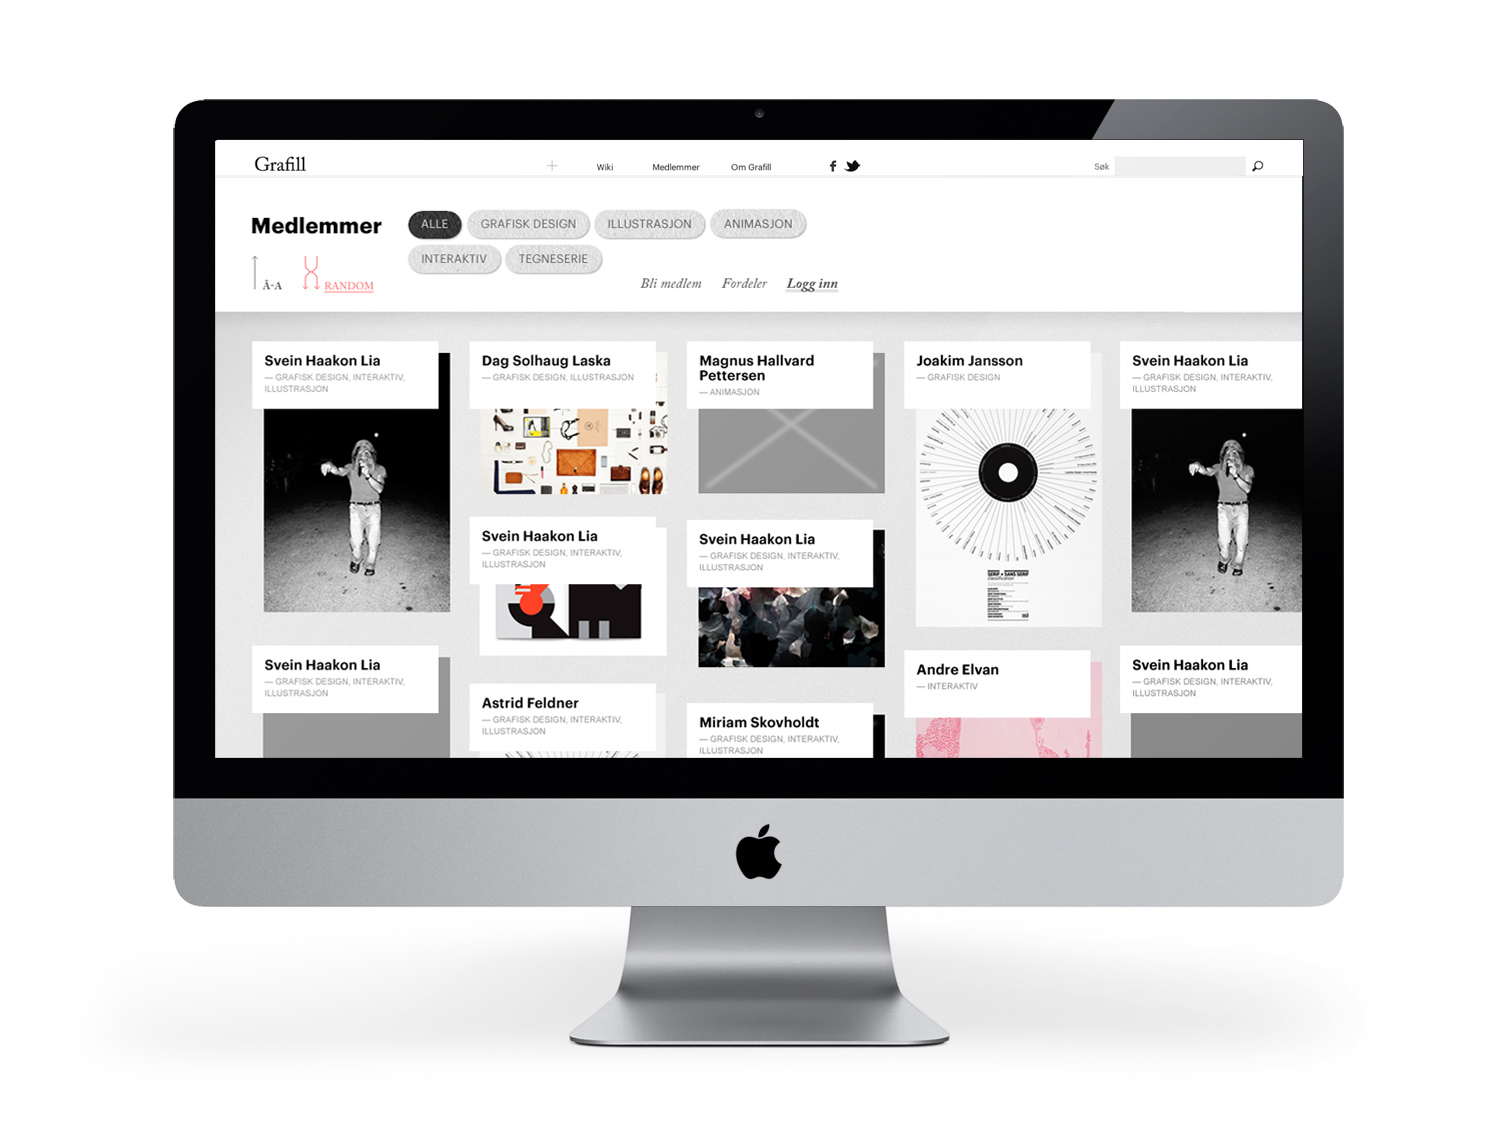 Grafill
Wiki
Medlemmer
Om Grafill
Søk
Medlemmer
ALLE
GRAFISK DESIGN
ILLUSTRASJON
ANIMASJON
INTERAKTIV
TEGNESERIE
Å-A
RANDOM
Bli medlem
Fordeler
Logg inn
Svein Haakon Lia
— GRAFISK DESIGN, INTERAKTIV,
ILLUSTRASJON
Dag Solhaug Laska
— GRAFISK DESIGN, ILLUSTRASJON
Magnus Hallvard
Pettersen
— ANIMASJON
Joakim Jansson
— GRAFISK DESIGN
Svein Haakon Lia
— GRAFISK DESIGN, INTERAKTIV,
ILLUSTRASJON
Svein Haakon Lia
— GRAFISK DESIGN, INTERAKTIV,
ILLUSTRASJON
Svein Haakon Lia
— GRAFISK DESIGN, INTERAKTIV,
ILLUSTRASJON
SERIF + SANS SERIF
classification
Svein Haakon Lia
— GRAFISK DESIGN, INTERAKTIV,
ILLUSTRASJON
Astrid Feldner
— GRAFISK DESIGN, INTERAKTIV,
ILLUSTRASJON
Miriam Skovholdt
— GRAFISK DESIGN, INTERAKTIV,
ILLUSTRASJON
Andre Elvan
— INTERAKTIV
Svein Haakon Lia
— GRAFISK DESIGN, INTERAKTIV,
ILLUSTRASJON